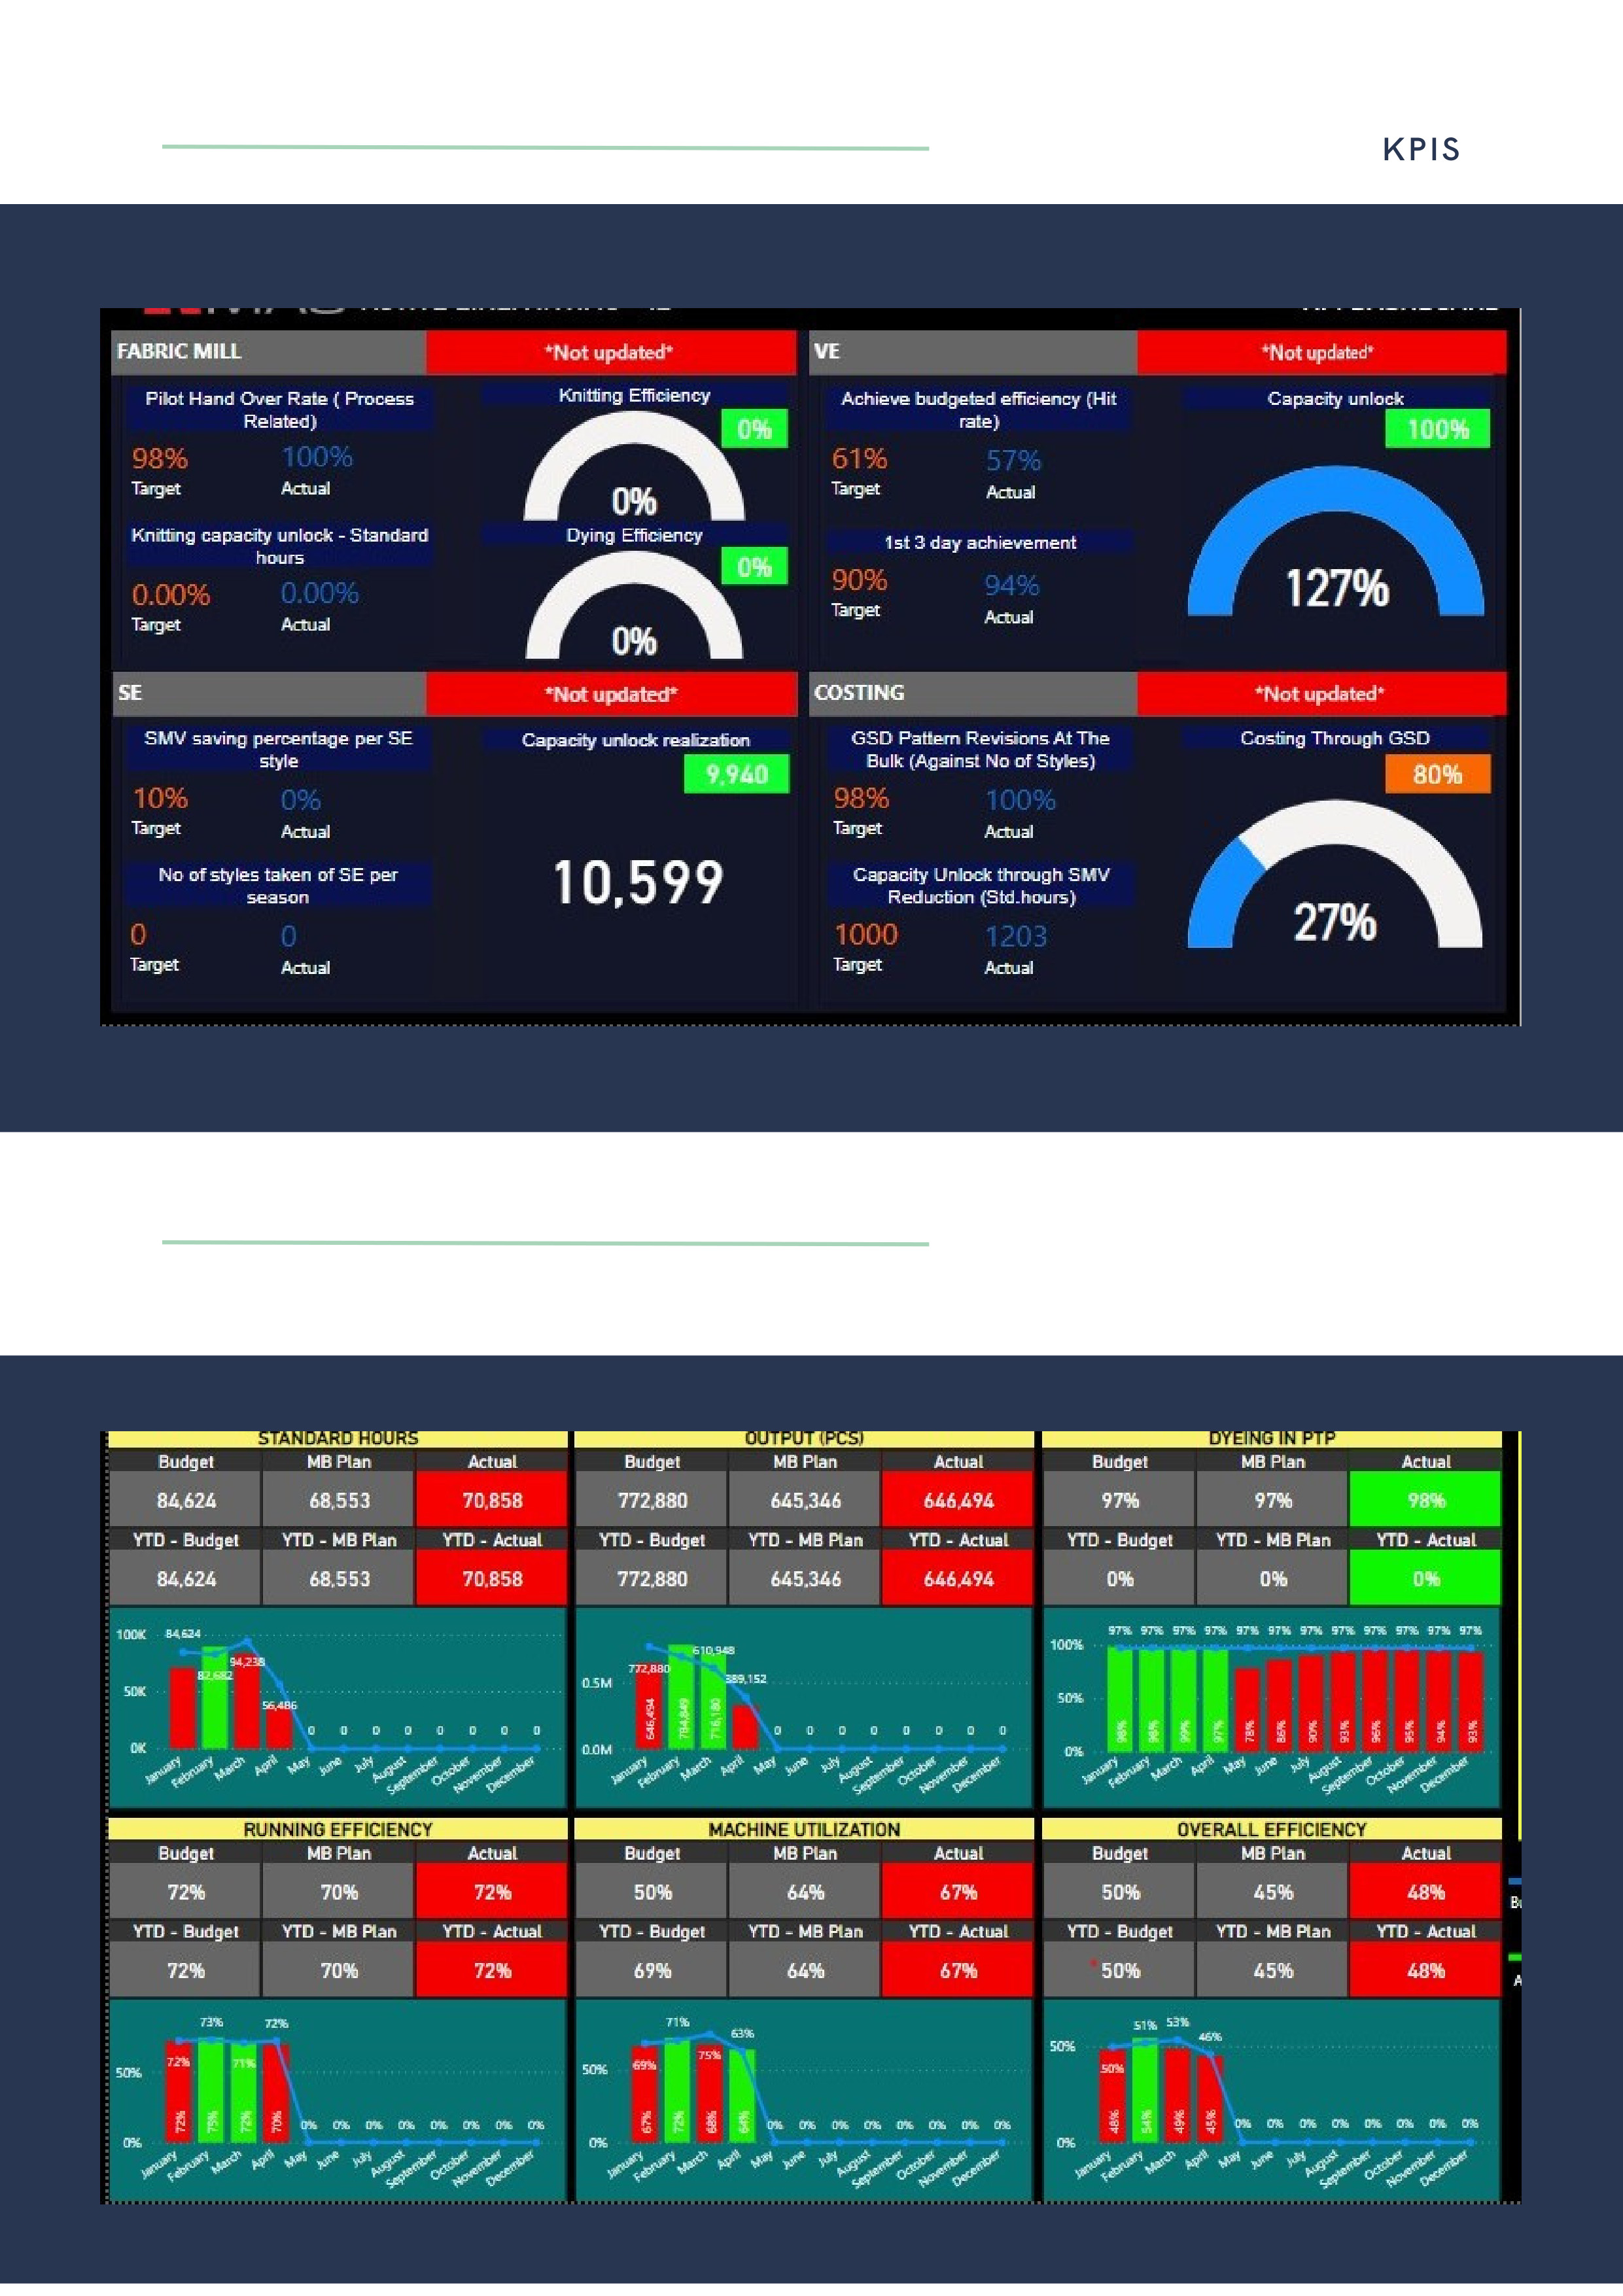 KPIS
FABRIC MILL
*Not updated*
VE
*Not updated*
Pilot Hand Over Rate ( Process
Related)
98%
Target
100%
Actual
Knitting Efficiency
0%
0%
Knitting capacity unlock - Standard
hours
0.00%
Target
0.00%
Actual
Dying Efficiency
0%
0%
Achieve budgeted efficiency (Hit
rate)
61%
Target
57%
Actual
1st 3 day achievement
90%
Target
94%
Actual
Capacity unlock
100%
127%
SE
*Not updated*
COSTING
*Not updated*
SMV saving percentage per SE
style
10%
Target
0%
Actual
No of styles taken of SE per
season
0
Target
0
Actual
Capacity unlock realization
9,940
10,599
GSD Pattern Revisions At The
Bulk (Against No of Styles)
98%
Target
100%
Actual
Capacity Unlock through SMV
Reduction (Std.hours)
1000
Target
1203
Actual
Costing Through GSD
80%
27%
STANDARD HOURS
Budget MB Plan Actual
84,624 68,553 70,858
YTD - Budget YTD - MB Plan YTD - Actual
84,624 68,553 70,858
100K
50K
0K
84,624
82,682
94,238
56,486
0 0 0 0 0 0 0 0
January February March April May June July August September October November December
OUTPUT (PCS)
Budget MB Plan Actual
772,880 645,346 646,494
YTD - Budget YTD - MB Plan YTD - Actual
772,880 645,346 646,494
0.5M
0.0M
772,880
610,948
389,152
646,494
784,849
716,180
0 0 0 0 0 0 0 0
January February March April May June July August September October November December
DYEING IN PTP
Budget MB Plan Actual
97% 97% 98%
YTD - Budget YTD - MB Plan YTD - Actual
0% 0% 0%
97% 97% 97% 97% 97% 97% 97% 97% 97% 97% 97% 97%
100%
50%
0%
98% 98% 99% 97% 78% 86% 90% 93% 96% 95% 94% 93%
January February March April May June July August September October November December
RUNNING EFFICIENCY
Budget MB Plan Actual
72% 70% 72%
YTD - Budget YTD - MB Plan YTD - Actual
72% 70% 72%
50%
0%
72% 73% 71% 72%
72% 75% 72% 70%
0% 0% 0% 0% 0% 0% 0% 0%
January February March April May June July August September October November December
MACHINE UTILIZATION
Budget MB Plan Actual
50% 64% 67%
YTD - Budget YTD - MB Plan YTD - Actual
69% 64% 67%
50%
0%
69% 71% 75% 63%
67% 72% 68% 64%
0% 0% 0% 0% 0% 0% 0% 0%
January February March April May June July August September October November December
OVERALL EFFICIENCY
Budget MB Plan Actual
50% 45% 48%
YTD - Budget YTD - MB Plan YTD - Actual
50% 45% 48%
50%
0%
50% 51% 53% 46%
48% 54% 49% 45%
0% 0% 0% 0% 0% 0% 0% 0%
January February March April May June July August September October November December